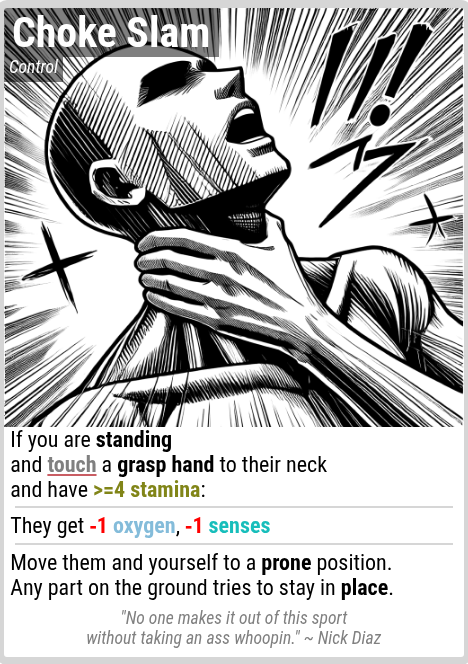 Choke Slam
Control
If you are standing
and touch a grasp hand to their neck
and have >=4 stamina:
They get -1 oxygen, -1 senses
Move them and yourself to a prone position.
Any part on the ground tries to stay in place.
"No one makes it out of this sport
without taking an ass whoopin." ~ Nick Diaz